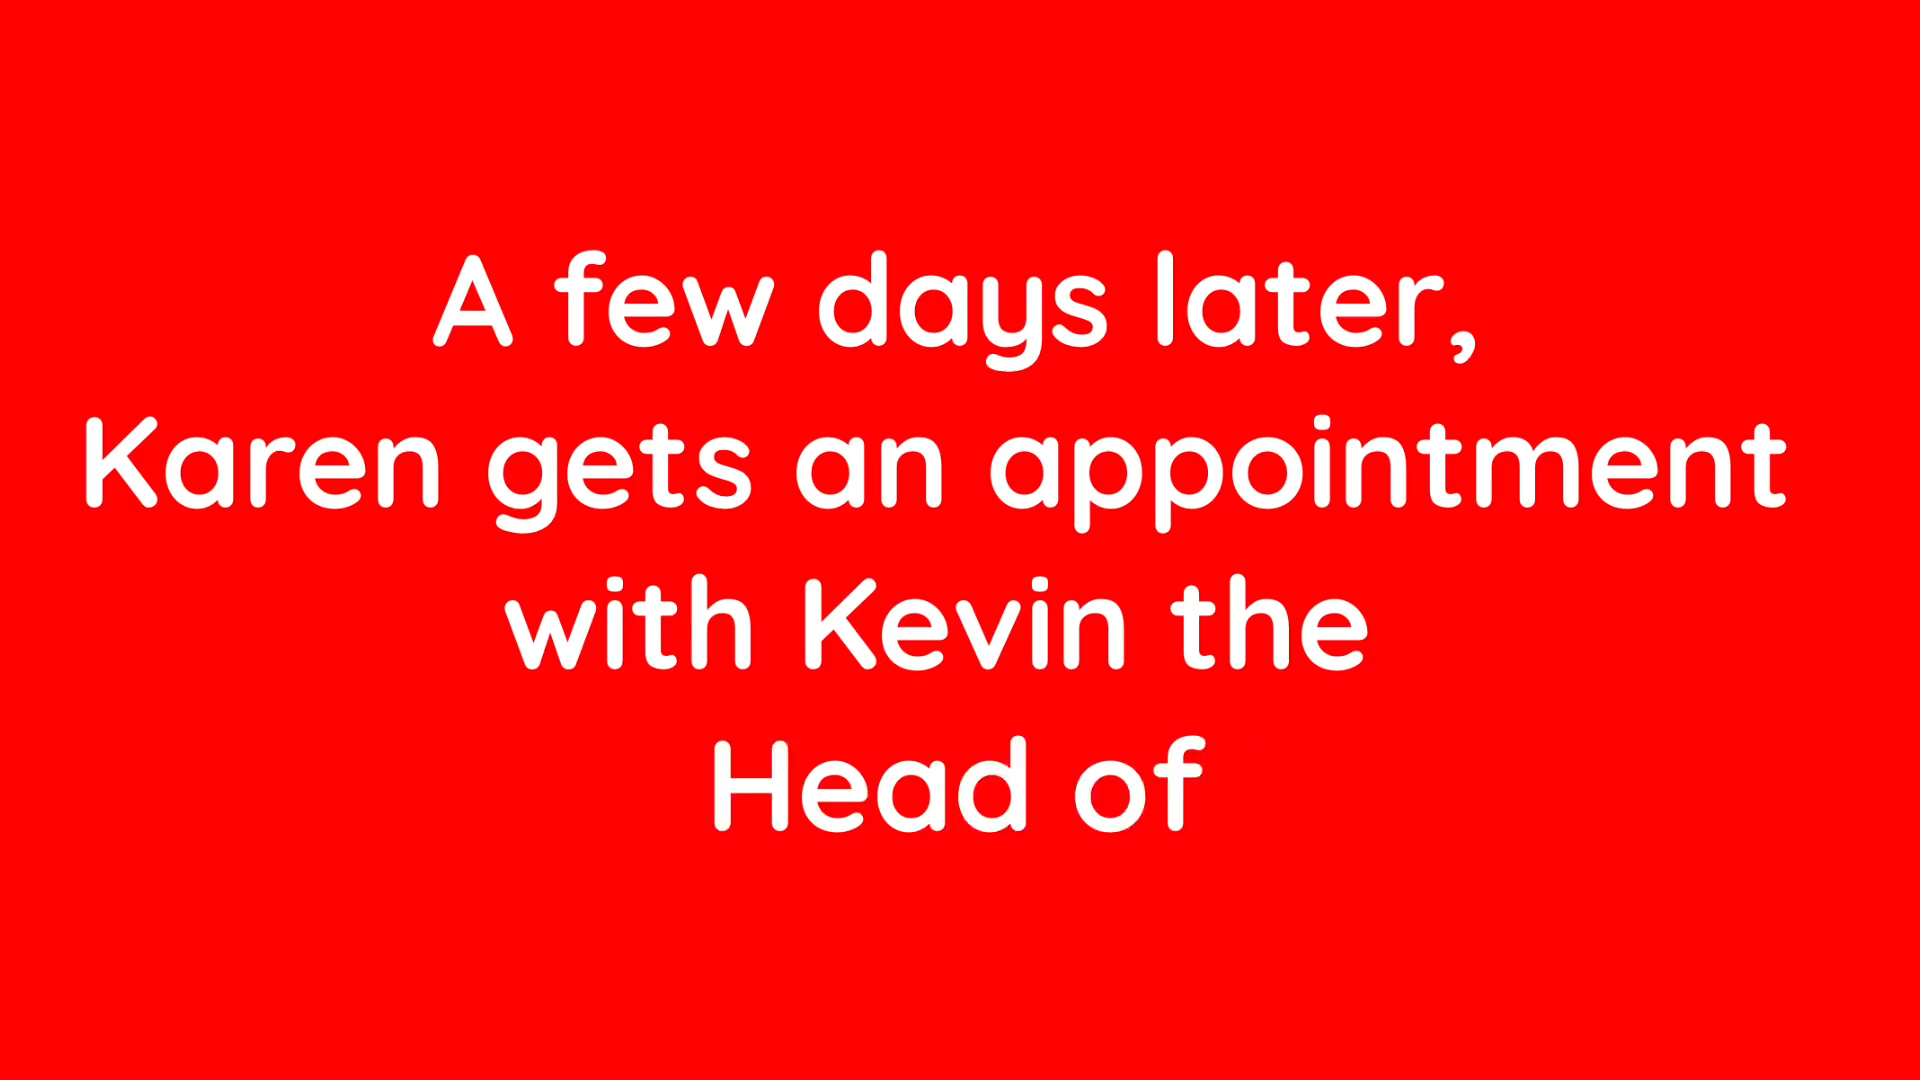 A few days later,
Karen gets an appointment
with Kevin the
Head of